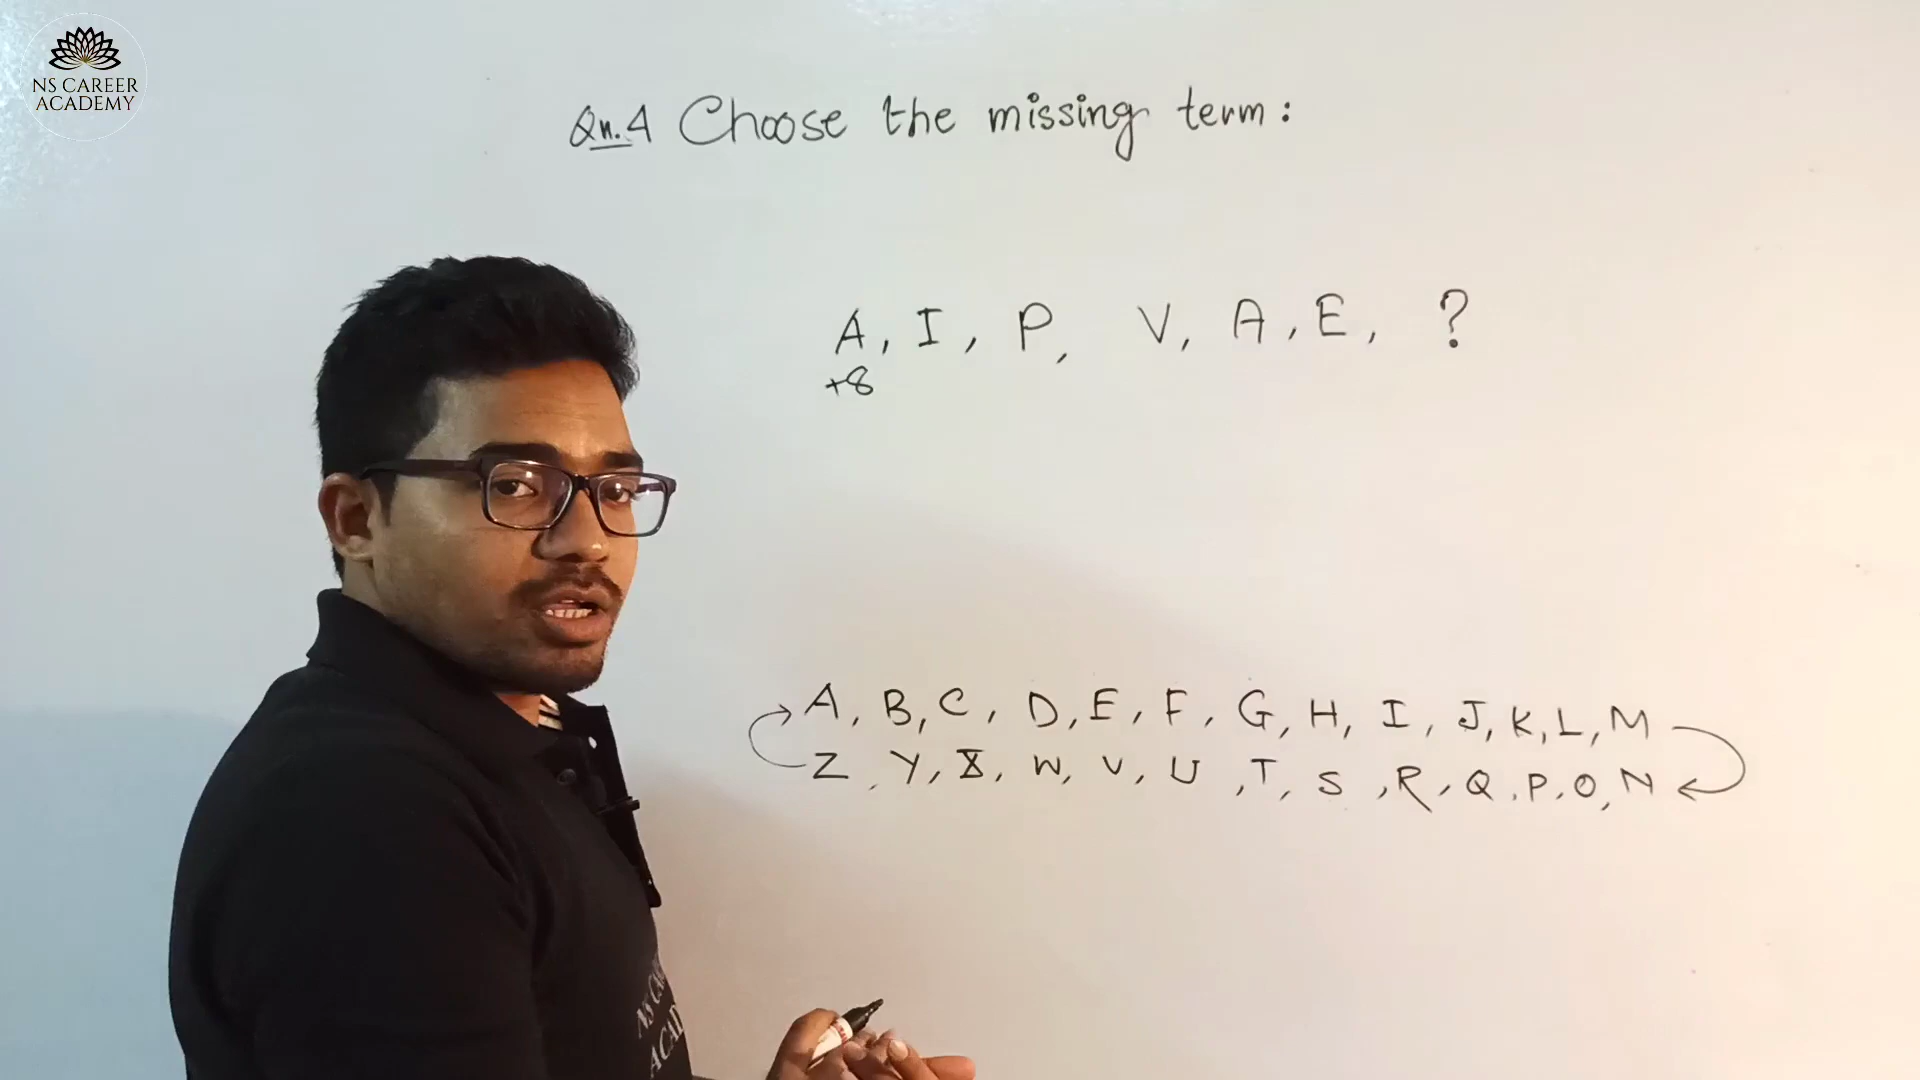 NS CAREER
ACADEMY
Qn.4 Choose the missing term:
A, I, P, V, A, E, ?
+8
A, B, C, D, E, F, G, H, I, J, K, L, M
Z, Y, X, W, V, U, T, S, R, Q, P, O, N